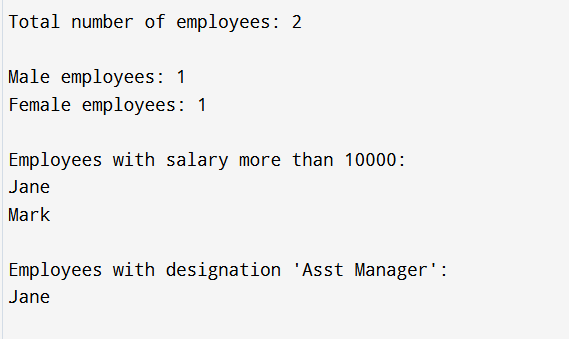 Total number of employees: 2
Male employees: 1
Female employees: 1
Employees with salary more than 10000:
Jane
Mark
Employees with designation 'Asst Manager':
Jane